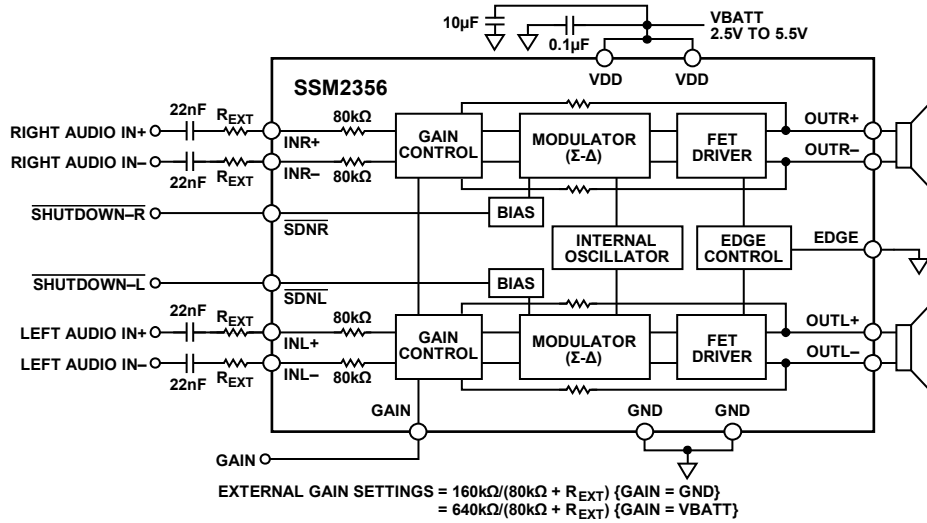 10µF
0.1µF
VBATT
2.5V TO 5.5V
VDD
VDD
SSM2356
22nF
REXT
80kΩ
RIGHT AUDIO IN+
INR+
GAIN
CONTROL
MODULATOR
(Σ-Δ)
FET
DRIVER
OUTR+
RIGHT AUDIO IN–
22nF
REXT
INR–
80kΩ
OUTR–
SHUTDOWN–R
SDNR
BIAS
INTERNAL
OSCILLATOR
EDGE
CONTROL
EDGE
SHUTDOWN–L
SDNL
BIAS
22nF
REXT
80kΩ
LEFT AUDIO IN+
INL+
GAIN
CONTROL
MODULATOR
(Σ-Δ)
FET
DRIVER
OUTL+
LEFT AUDIO IN–
22nF
REXT
INL–
80kΩ
OUTL–
GAIN
GND
GND
GAIN
EXTERNAL GAIN SETTINGS = 160kΩ/(80kΩ + REXT) {GAIN = GND}
= 640kΩ/(80kΩ + REXT) {GAIN = VBATT}